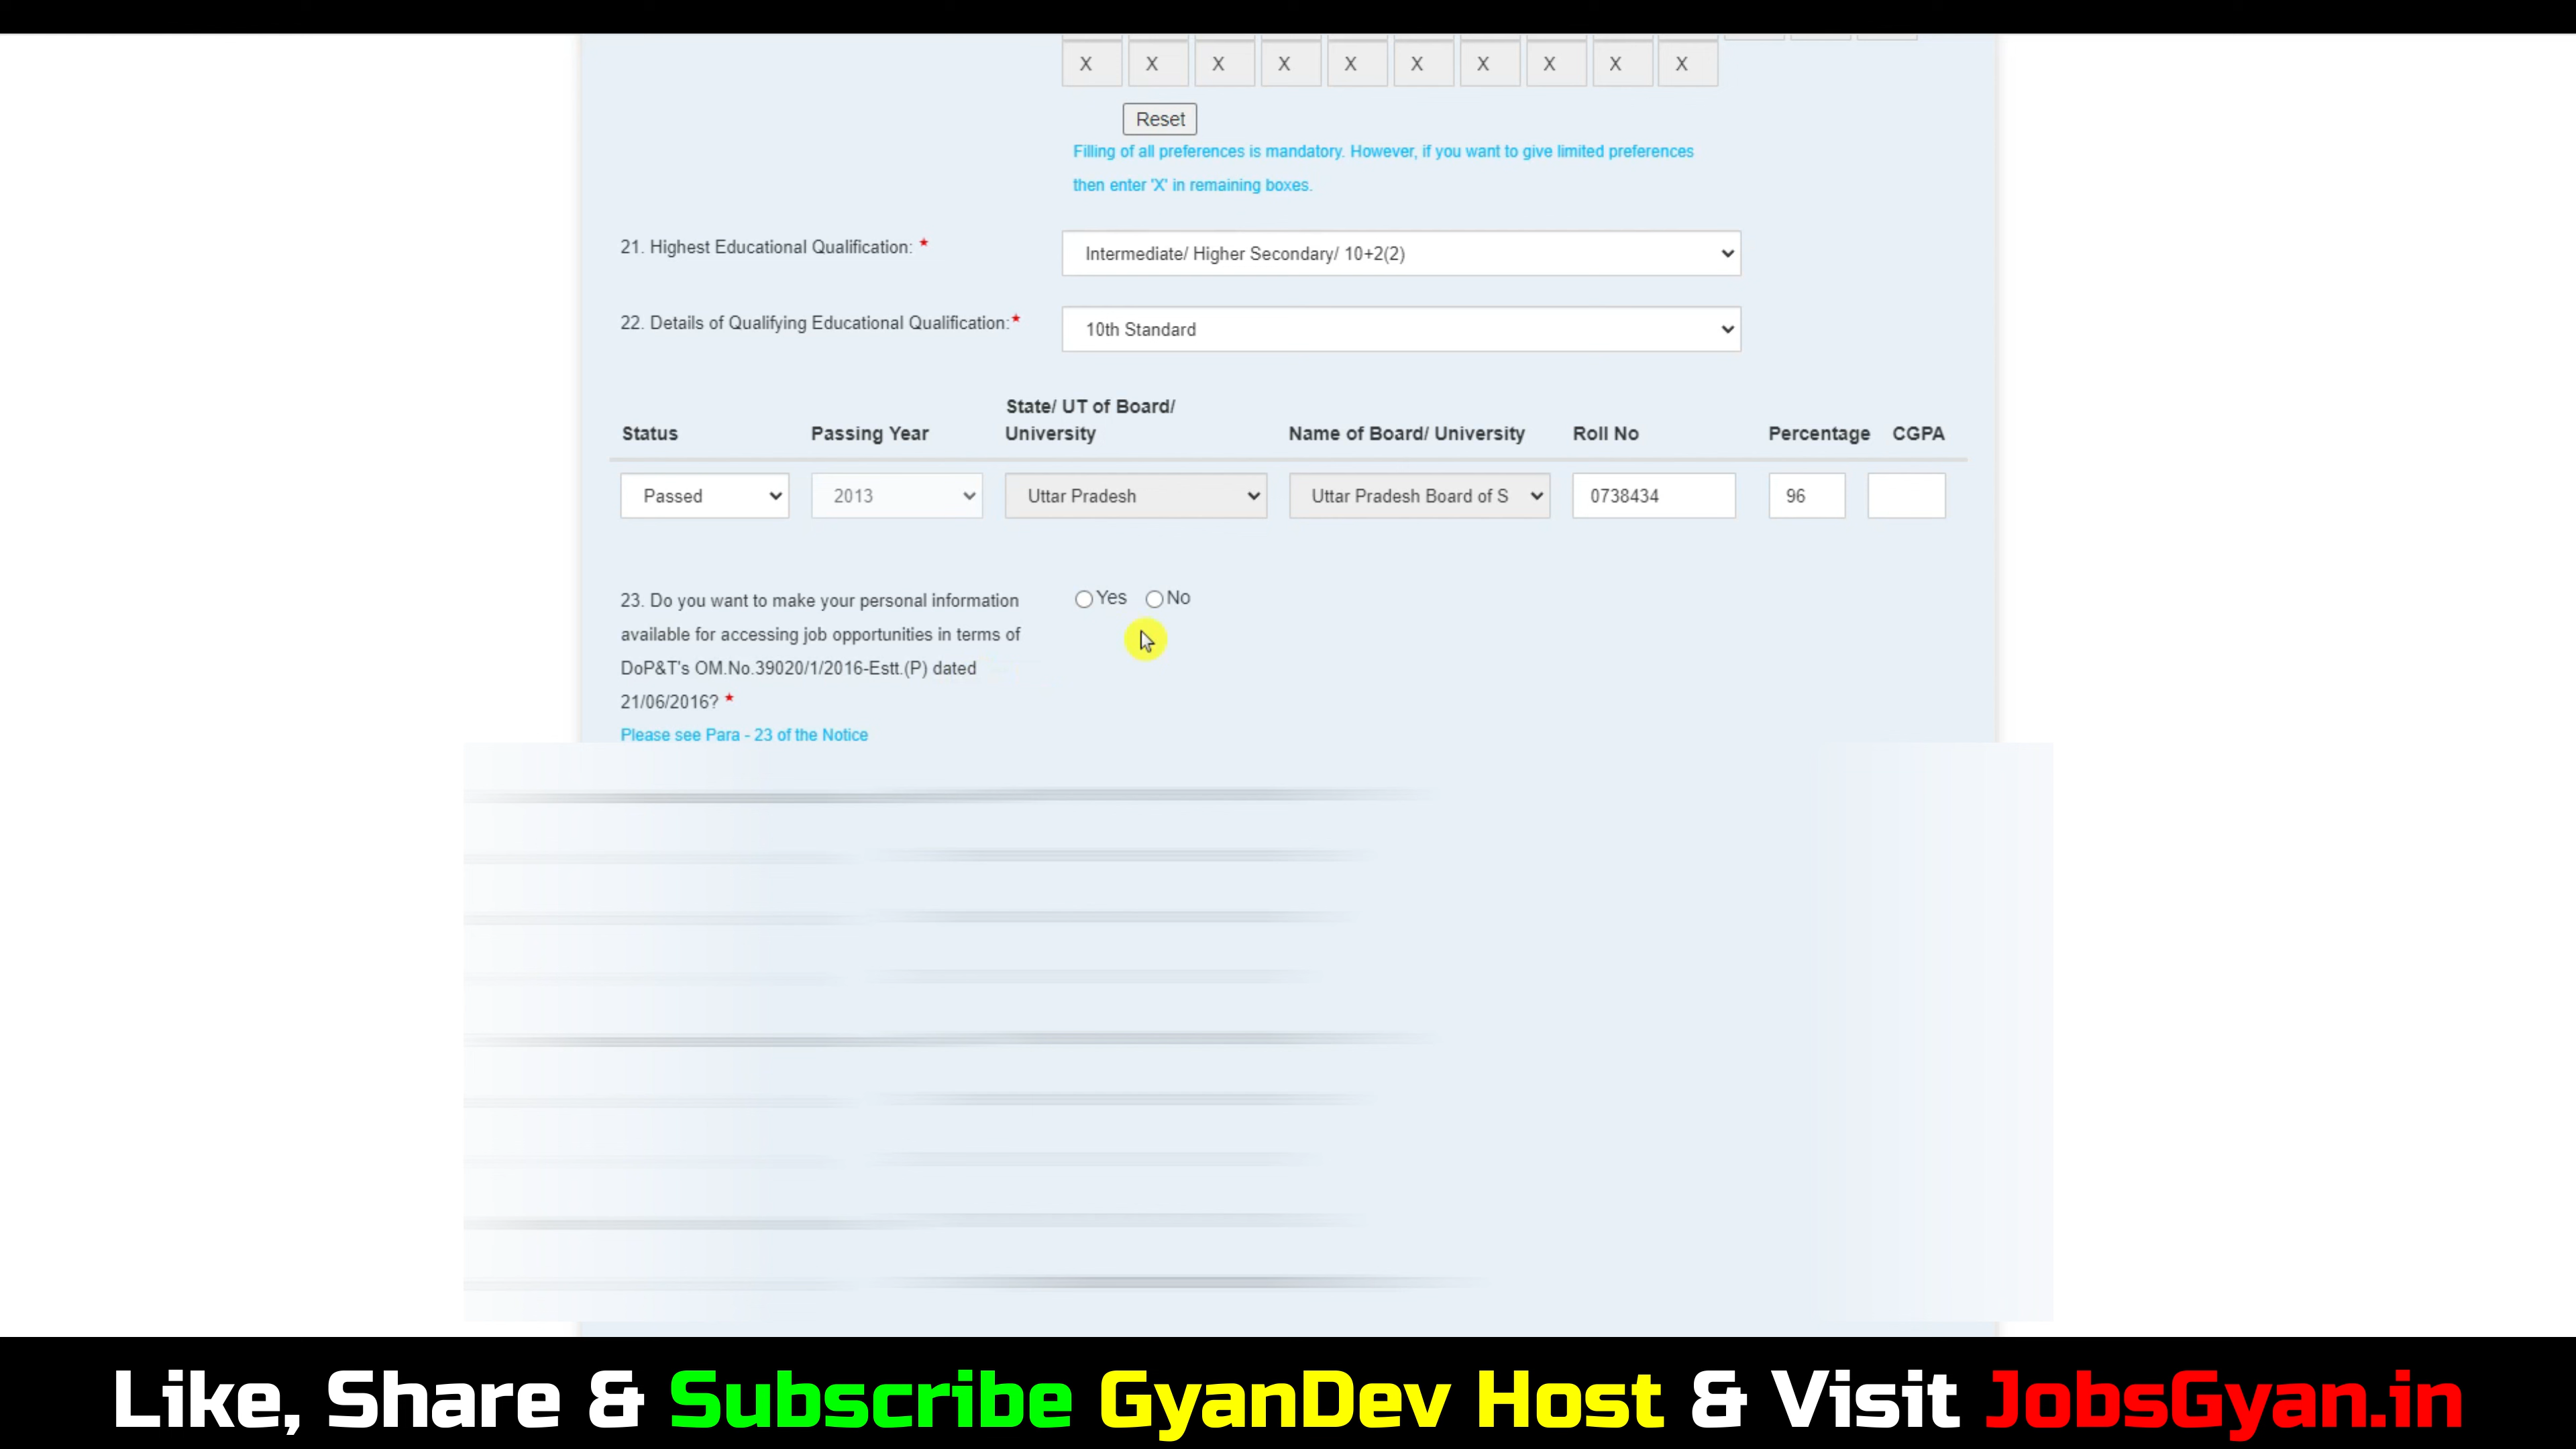 X X X X X X X X X X
Reset
Filling of all preferences is mandatory. However, if you want to give limited preferences
then enter 'X' in remaining boxes.
21. Highest Educational Qualification: * Intermediate/ Higher Secondary/ 10+2(2)
22. Details of Qualifying Educational Qualification:* 10th Standard
State/ UT of Board/
Status Passing Year University Name of Board/ University Roll No Percentage CGPA
Passed 2013 Uttar Pradesh Uttar Pradesh Board of S 0738434 96
23. Do you want to make your personal information Yes No
available for accessing job opportunities in terms of
DoP&T's OM.No.39020/1/2016-Estt.(P) dated
21/06/2016? *
Please see Para - 23 of the Notice
Like, Share & Subscribe GyanDev Host & Visit JobsGyan.in